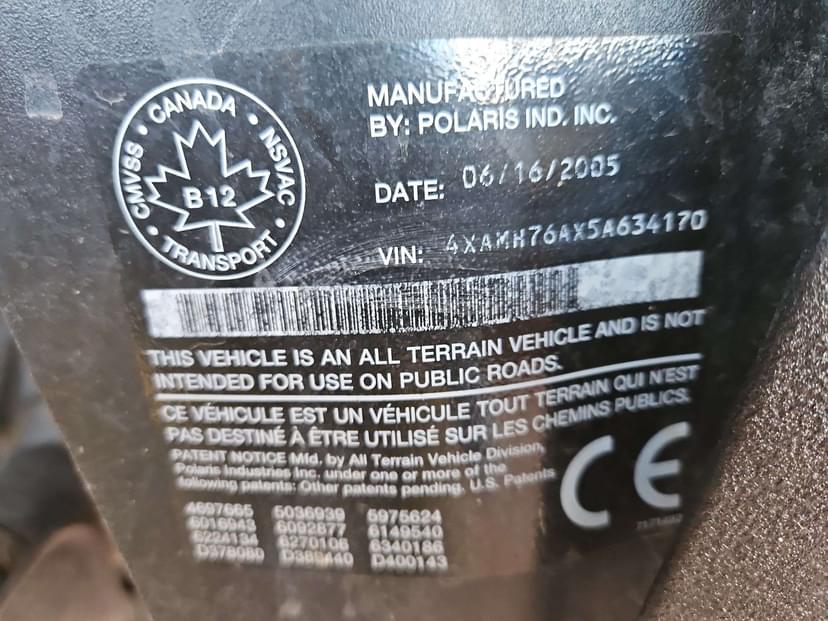 CANADA
CMVSS • NSVAC
B12
TRANSPORT
MANUFACTURED
BY: POLARIS IND. INC.
DATE: 06/16/2005
VIN: 4XAMH76AX5A634170
THIS VEHICLE IS AN ALL TERRAIN VEHICLE AND IS NOT
INTENDED FOR USE ON PUBLIC ROADS.
CE VÉHICULE EST UN VÉHICULE TOUT TERRAIN QUI N'EST
PAS DESTINÉ À ÊTRE UTILISÉ SUR LES CHEMINS PUBLICS.
PATENT NOTICE Mfd. by All Terrain Vehicle Division,
Polaris Industries Inc. under one or more of the
following patents: Other patents pending. U.S. Patents
CE
4697665 5036939 5975624
6016943 6092877 6149540
6224134 6270106 6340186
D378080 D400143